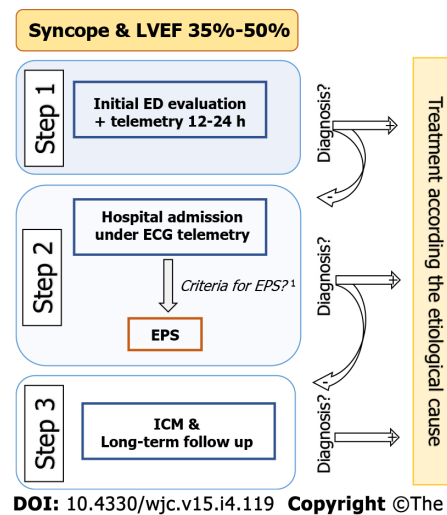 Syncope & LVEF 35%-50%
Step 1
Initial ED evaluation
+ telemetry 12-24 h
Diagnosis?
+
-
Step 2
Hospital admission
under ECG telemetry
Criteria for EPS? 1
EPS
Diagnosis?
+
-
Step 3
ICM &
Long-term follow up
Diagnosis?
+
Treatment according the etiological cause
DOI: 10.4330/wjc.v15.i4.119 Copyright ©The